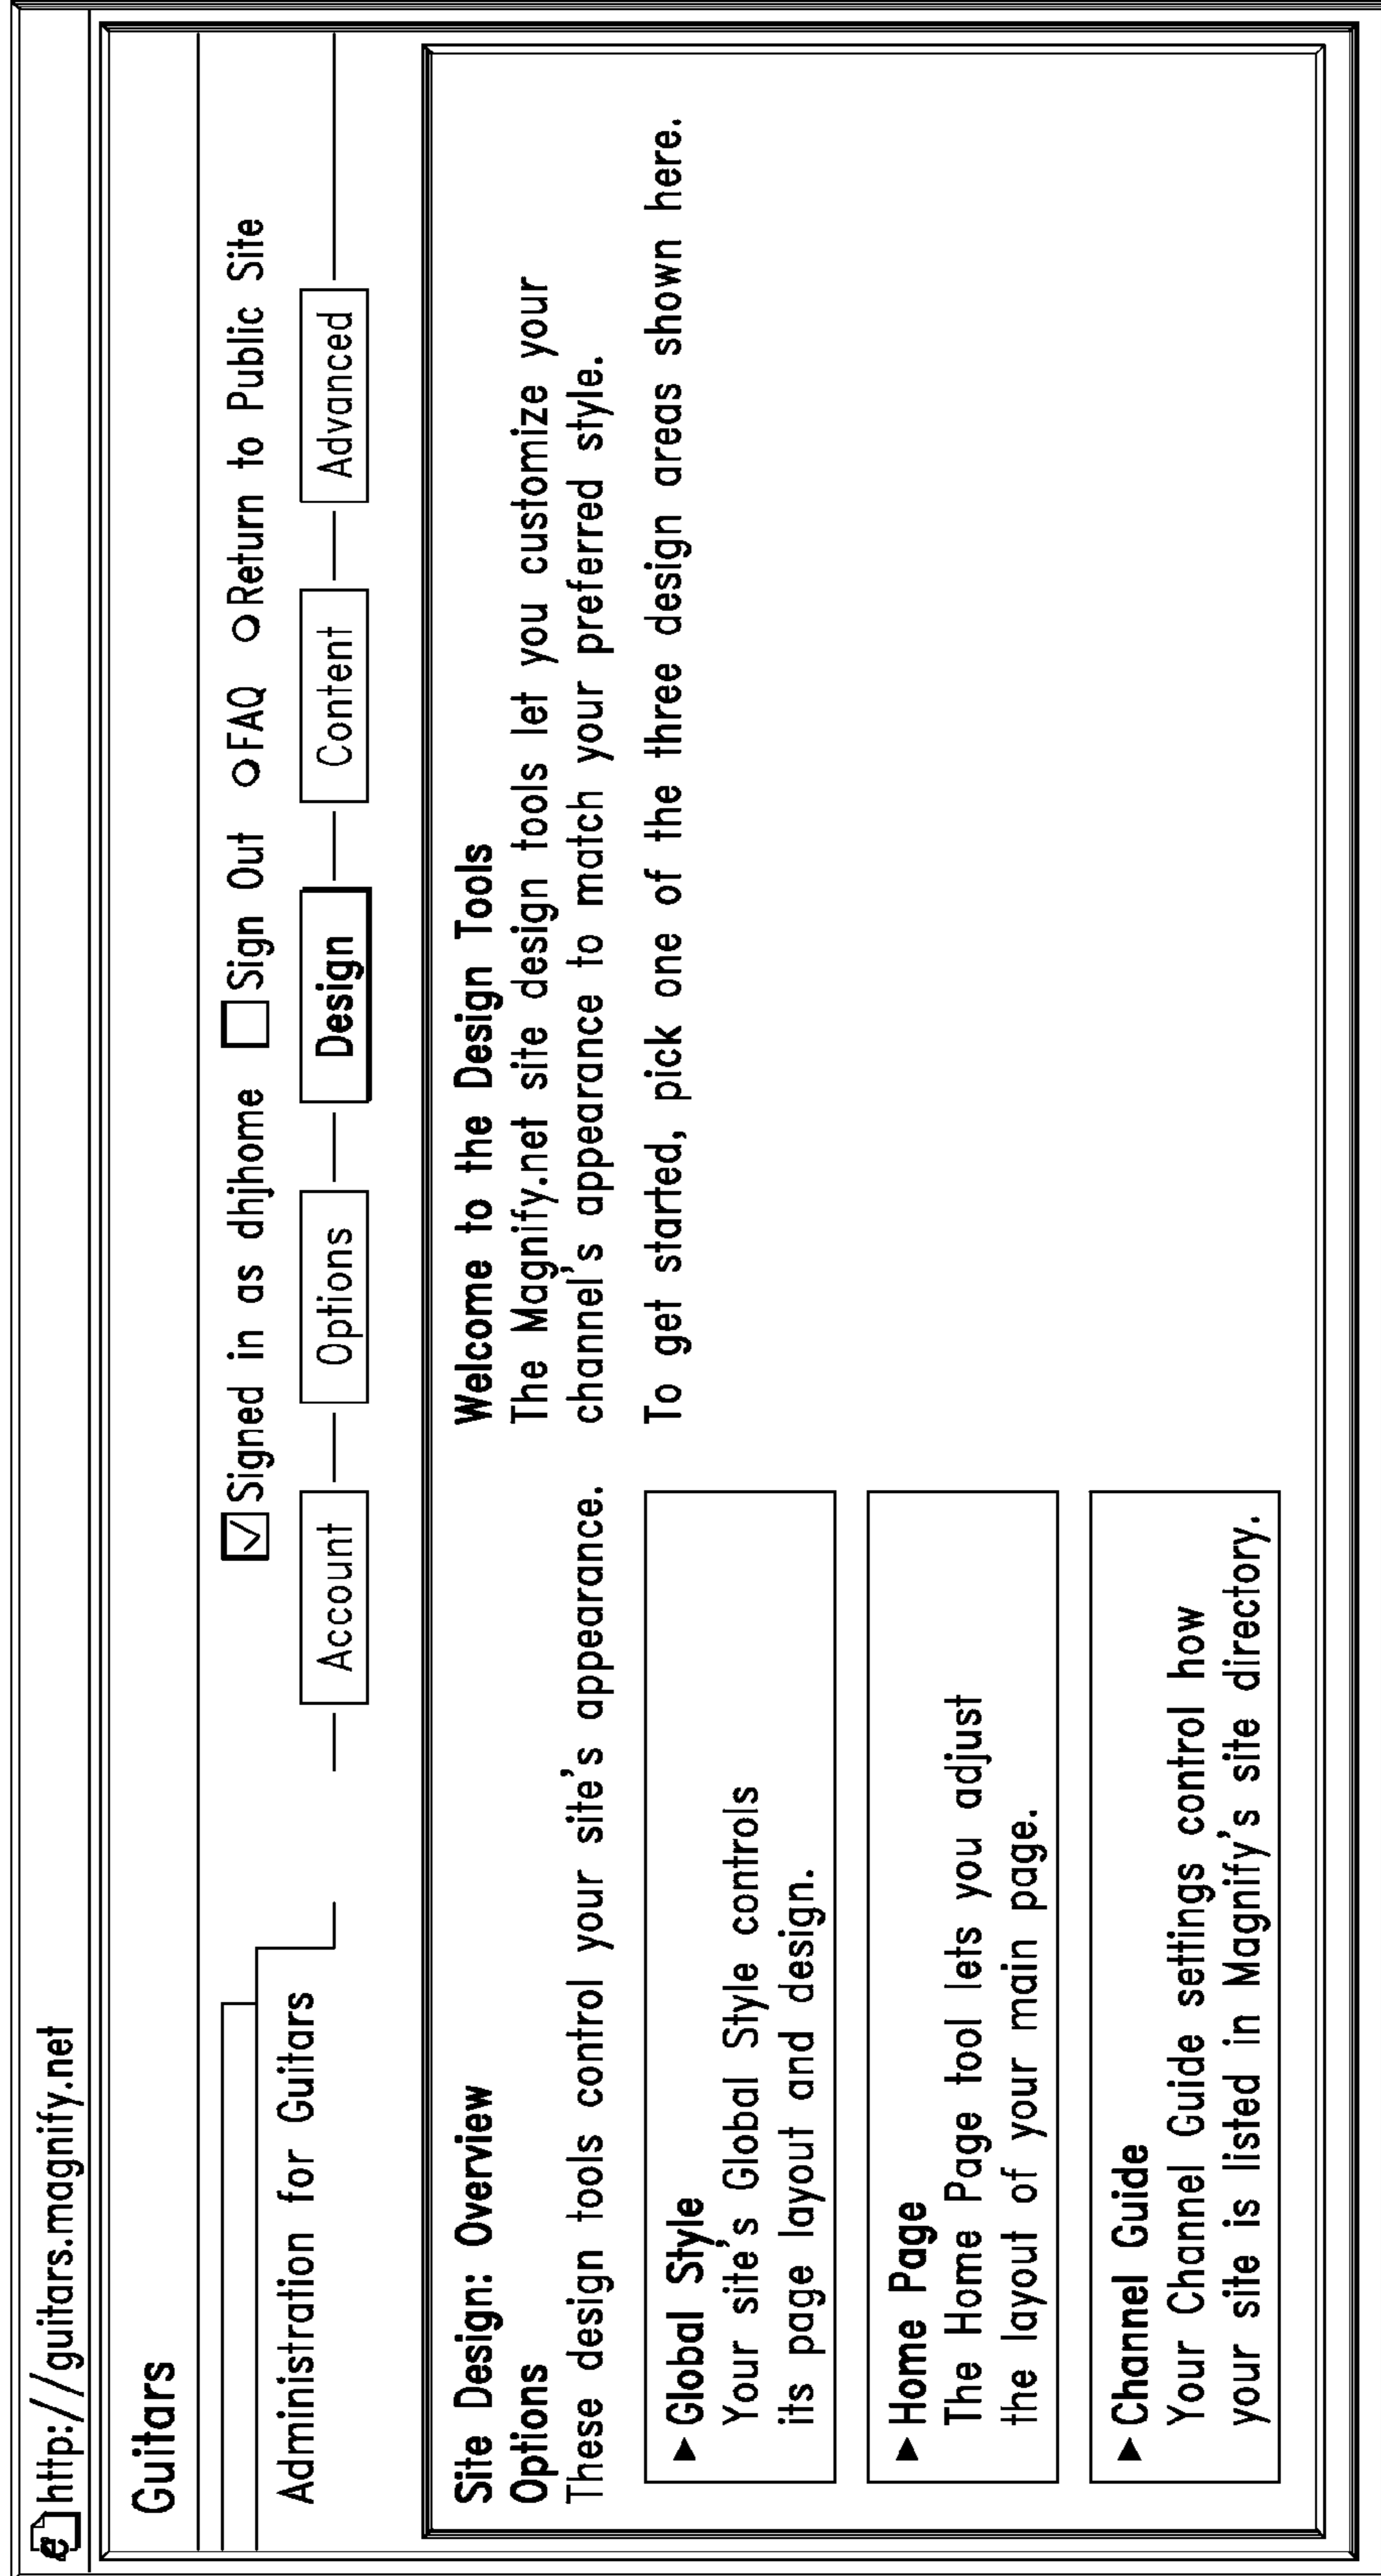 http:///guitars.magnify.net
Guitars
Signed in as dhjhome Sign Out FAQ Return to Public Site
Administration for Guitars
Account Options Design Content Advanced
Site Design: Overview
Options
These design tools control your site's appearance.
Global Style
Your site's Global Style controls
its page layout and design.
Home Page
The Home Page tool lets you adjust
the layout of your main page.
Channel Guide
Your Channel Guide settings control how
your site is listed in Magnify's site directory.
Welcome to the Design Tools
The Magnify.net site design tools let you customize your
channel's appearance to match your preferred style.
To get started, pick one of the three design areas shown here.